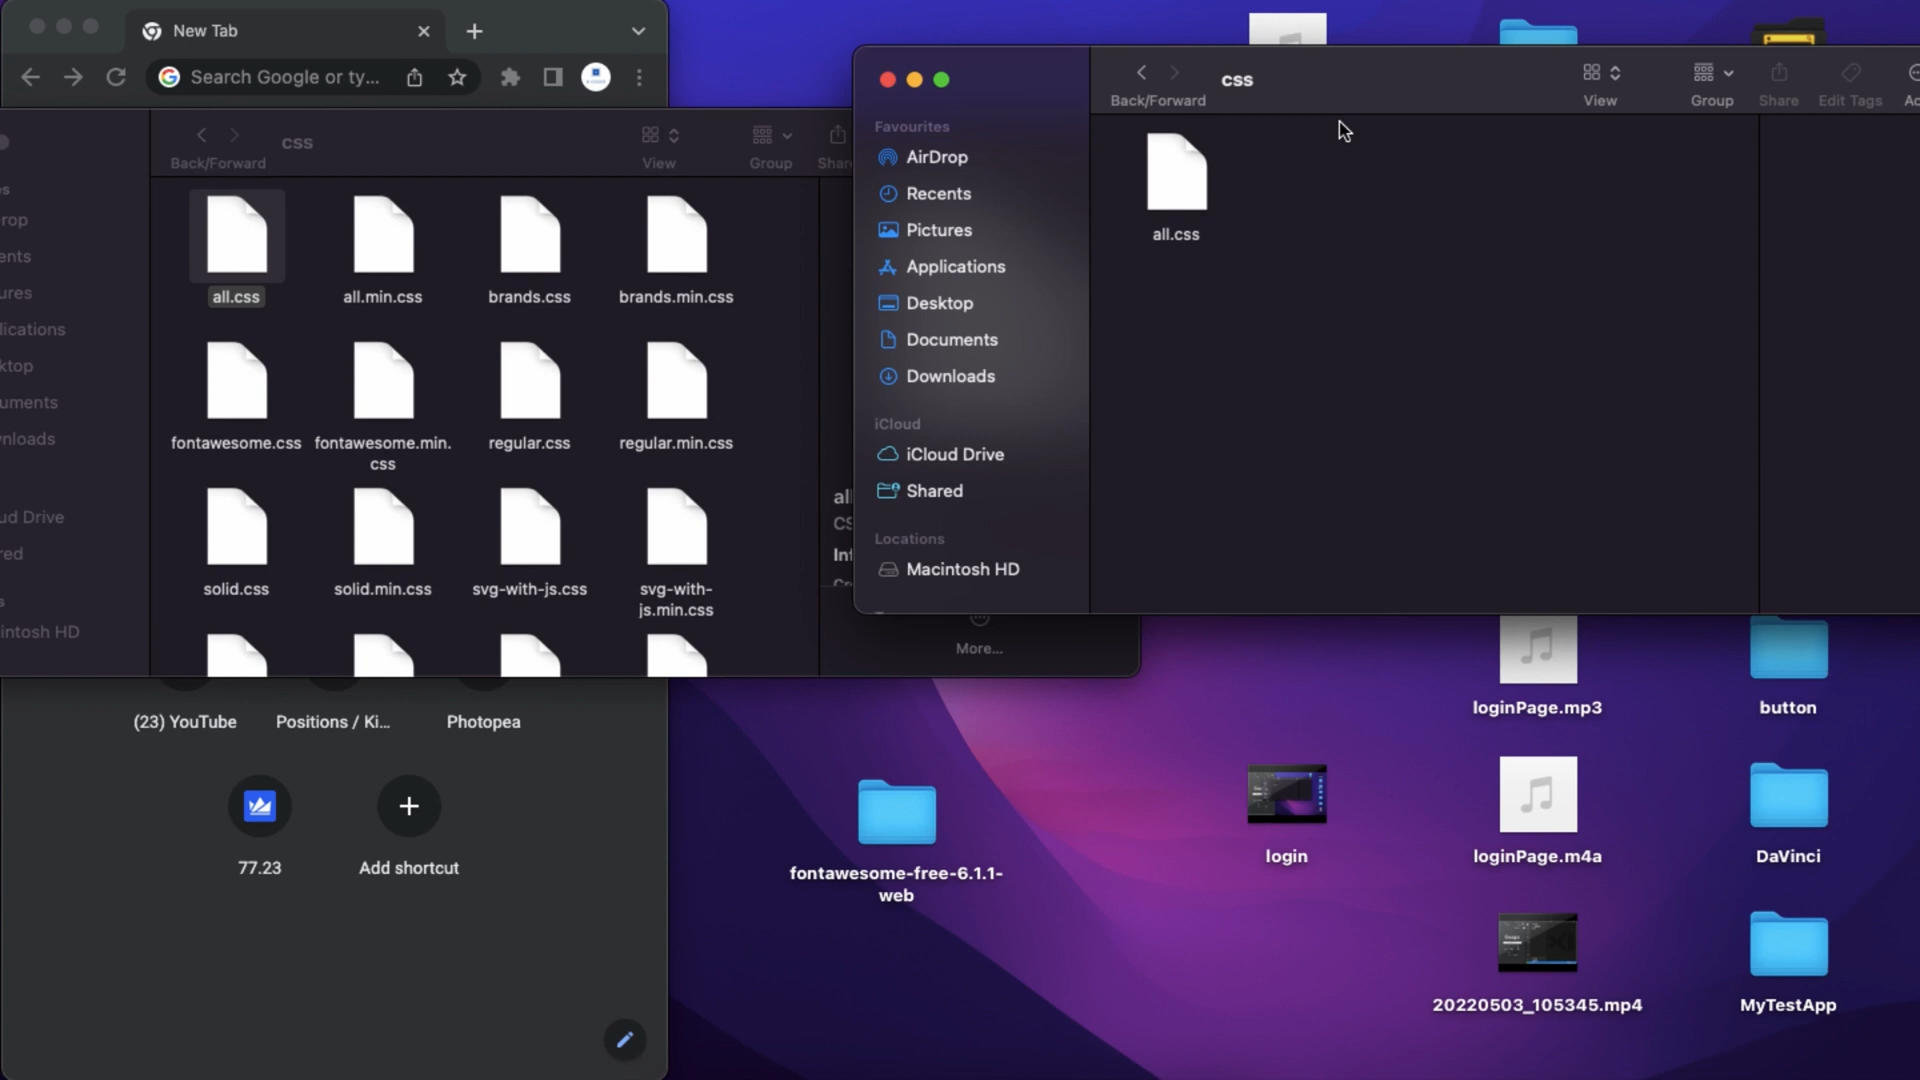 New Tab
Search Google or ty...
Back/Forward
css
View
Group
Shar
es
rop
ents
ures
lications
ktop
uments
nloads
ud Drive
red
s
intosh HD
all.css
all.min.css
brands.css
brands.min.css
fontawesome.css
fontawesome.min.
css
regular.css
regular.min.css
solid.css
solid.min.css
svg-with-js.css
svg-with-
js.min.css
all
CS
Inf
More...
Back/Forward
css
View
Group
Share
Edit Tags
Ac
Favourites
AirDrop
Recents
Pictures
Applications
Desktop
Documents
Downloads
iCloud
iCloud Drive
Shared
Locations
Macintosh HD
all.css
(23) YouTube
Positions / Ki...
Photopea
77.23
Add shortcut
fontawesome-free-6.1.1-
web
login
loginPage.mp3
loginPage.m4a
20220503_105345.mp4
button
DaVinci
MyTestApp